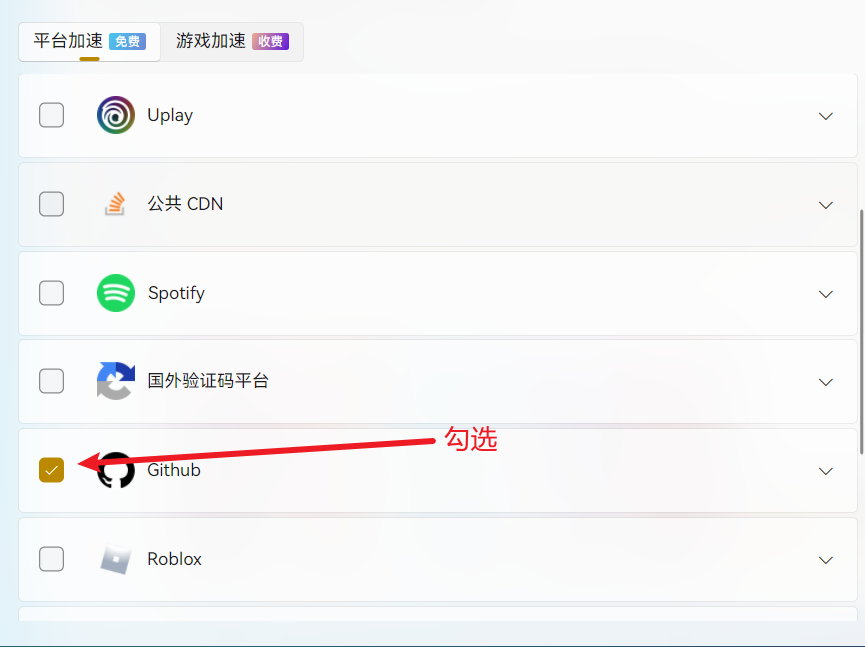 平台加速 免费 游戏加速 收费
Uplay
公共 CDN
Spotify
国外验证码平台
勾选
Github
Roblox